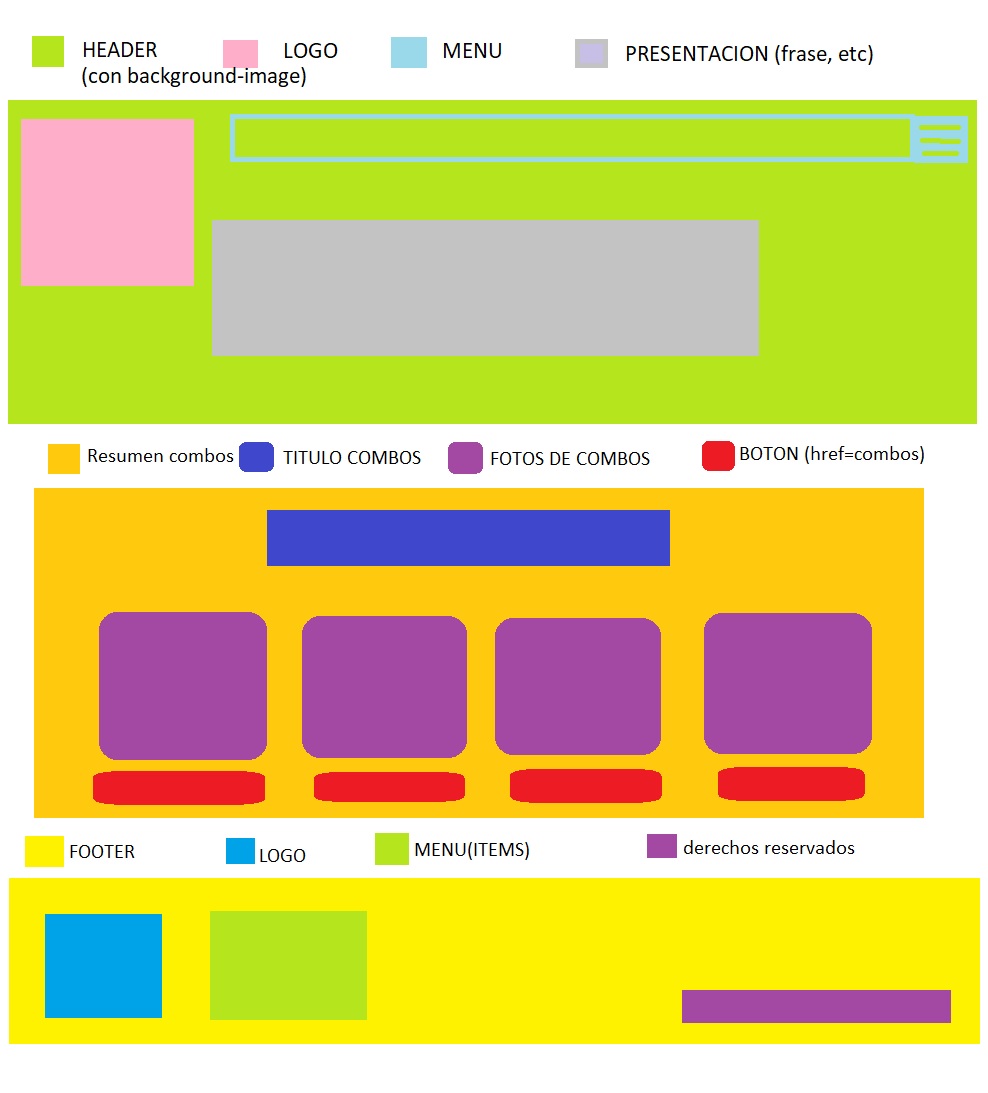 HEADER
(con background-image)
LOGO
MENU
PRESENTACION (frase, etc)
Resumen combos
TITULO COMBOS
FOTOS DE COMBOS
BOTON (href=combos)
FOOTER
LOGO
MENU(ITEMS)
derechos reservados